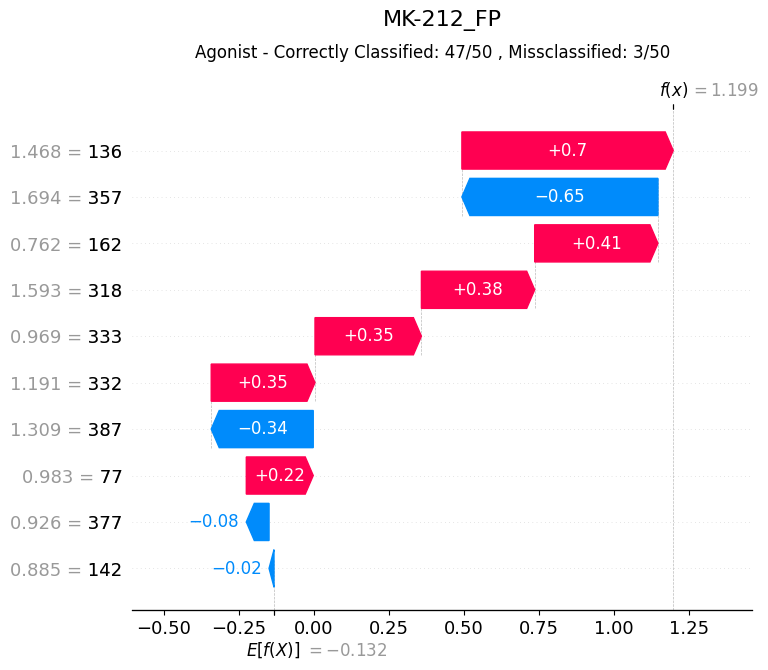 MK-212_FP
Agonist - Correctly Classified: 47/50 , Missclassified: 3/50
f(x) = 1.199
1.468 = 136 +0.7
1.694 = 357 −0.65
0.762 = 162 +0.41
1.593 = 318 +0.38
0.969 = 333 +0.35
1.191 = 332 +0.35
1.309 = 387 −0.34
0.983 = 77 +0.22
0.926 = 377 −0.08
0.885 = 142 −0.02
−0.50 −0.25 0.00 0.25 0.50 0.75 1.00 1.25
E[f(X)] = −0.132